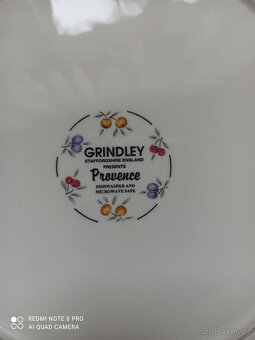 GRINDLEY
STAFFORDSHIRE ENGLAND
PRESENTS
Provence
DISHWASHER AND
MICROWAVE SAFE
REDMI NOTE 8 PRO
AI QUAD CAMERA